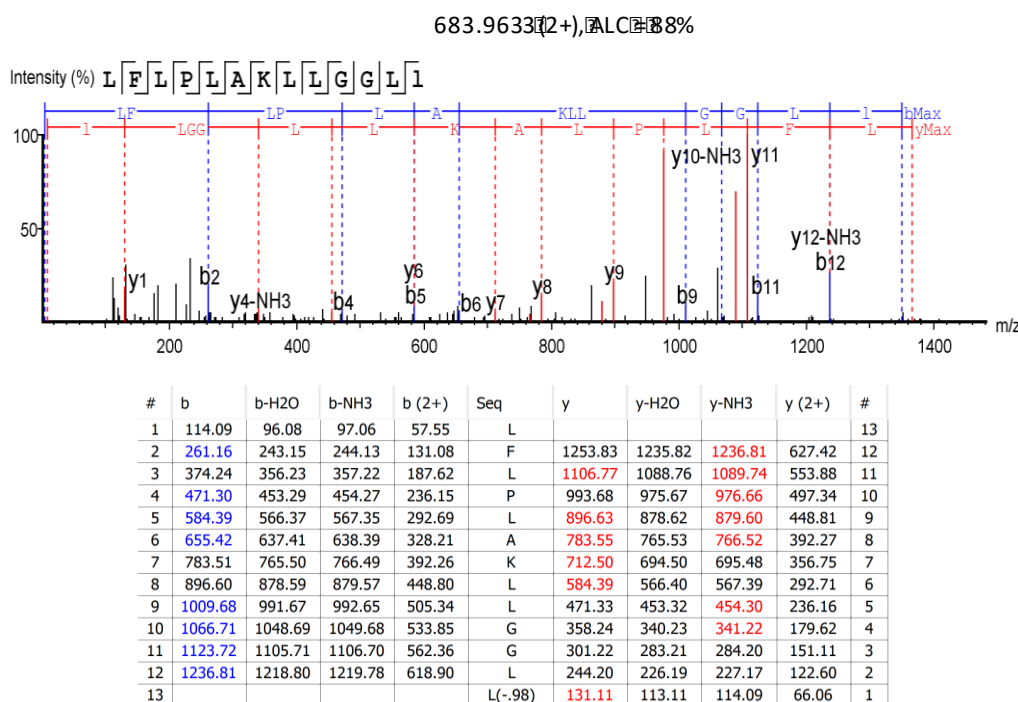 683.9633 (2+), ALC = 88%
Intensity (%) L F L P L A K L L G G L l
LF LP L A KLL G G L l bMax
l LGG L L K A L P L F L yMax
100
50
y1 b2 y4-NH3 b4 y6 b5 b6 y7 y8 y9 y10-NH3 y11 b9 b11 y12-NH3 b12
200 400 600 800 1000 1200 1400 m/z
# b b-H2O b-NH3 b (2+) Seq y y-H2O y-NH3 y (2+) #
1 114.09 96.08 97.06 57.55 L 13
2 261.16 243.15 244.13 131.08 F 1253.83 1235.82 1236.81 627.42 12
3 374.24 356.23 357.22 187.62 L 1106.77 1088.76 1089.74 553.88 11
4 471.30 453.29 454.27 236.15 P 993.68 975.67 976.66 497.34 10
5 584.39 566.37 567.35 292.69 L 896.63 878.62 879.60 448.81 9
6 655.42 637.41 638.39 328.21 A 783.55 765.53 766.52 392.27 8
7 783.51 765.50 766.49 392.26 K 712.50 694.50 695.48 356.75 7
8 896.60 878.59 879.57 448.80 L 584.39 566.40 567.39 292.71 6
9 1009.68 991.67 992.65 505.34 L 471.33 453.32 454.30 236.16 5
10 1066.71 1048.69 1049.68 533.85 G 358.24 340.23 341.22 179.62 4
11 1123.72 1105.71 1106.70 562.36 G 301.22 283.21 284.20 151.11 3
12 1236.81 1218.80 1219.78 618.90 L 244.20 226.19 227.17 122.60 2
13 L(-.98) 131.11 113.11 114.09 66.06 1